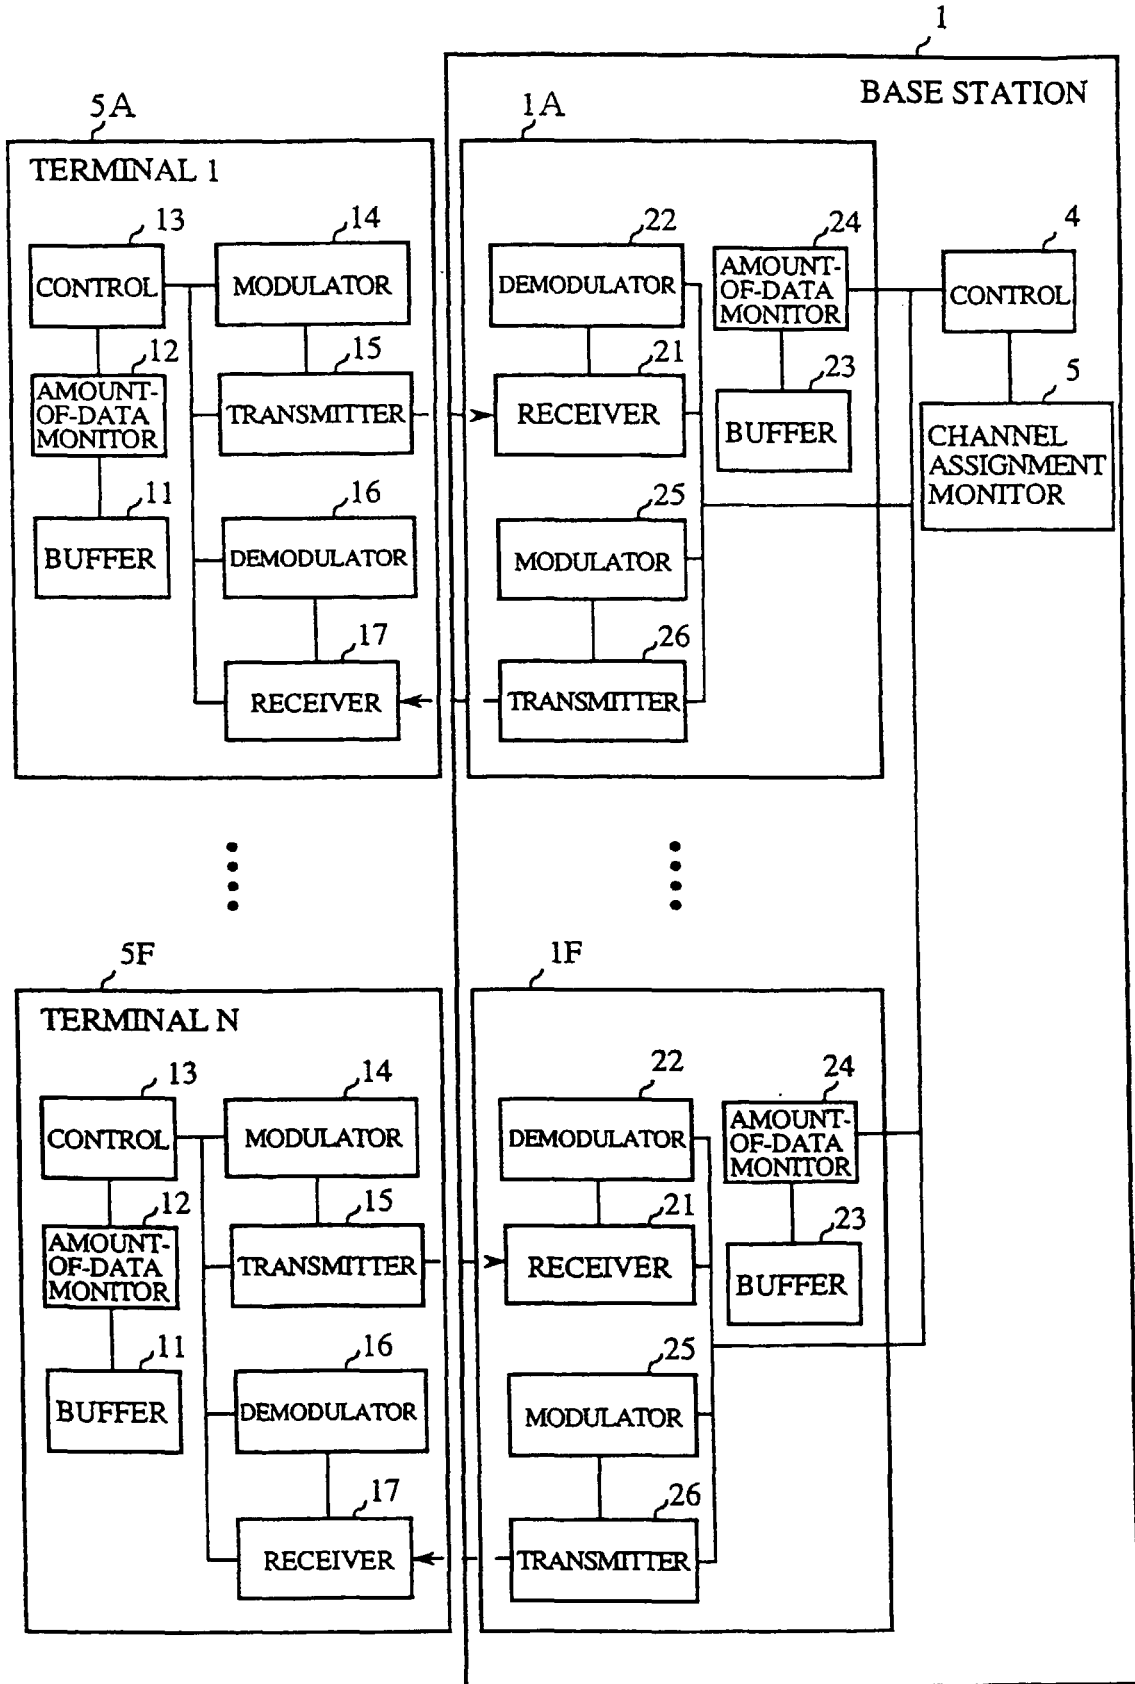 1
BASE STATION
5A
1A
TERMINAL 1
13
14
22
24
4
CONTROL
MODULATOR
DEMODULATOR
AMOUNT-
OF-DATA
MONITOR
CONTROL
12
15
21
23
5
AMOUNT-
OF-DATA
MONITOR
TRANSMITTER
RECEIVER
BUFFER
CHANNEL
ASSIGNMENT
MONITOR
11
16
25
BUFFER
DEMODULATOR
MODULATOR
17
26
RECEIVER
TRANSMITTER
5F
1F
TERMINAL N
13
14
22
24
CONTROL
MODULATOR
DEMODULATOR
AMOUNT-
OF-DATA
MONITOR
12
15
21
23
AMOUNT-
OF-DATA
MONITOR
TRANSMITTER
RECEIVER
BUFFER
11
16
25
BUFFER
DEMODULATOR
MODULATOR
17
26
RECEIVER
TRANSMITTER